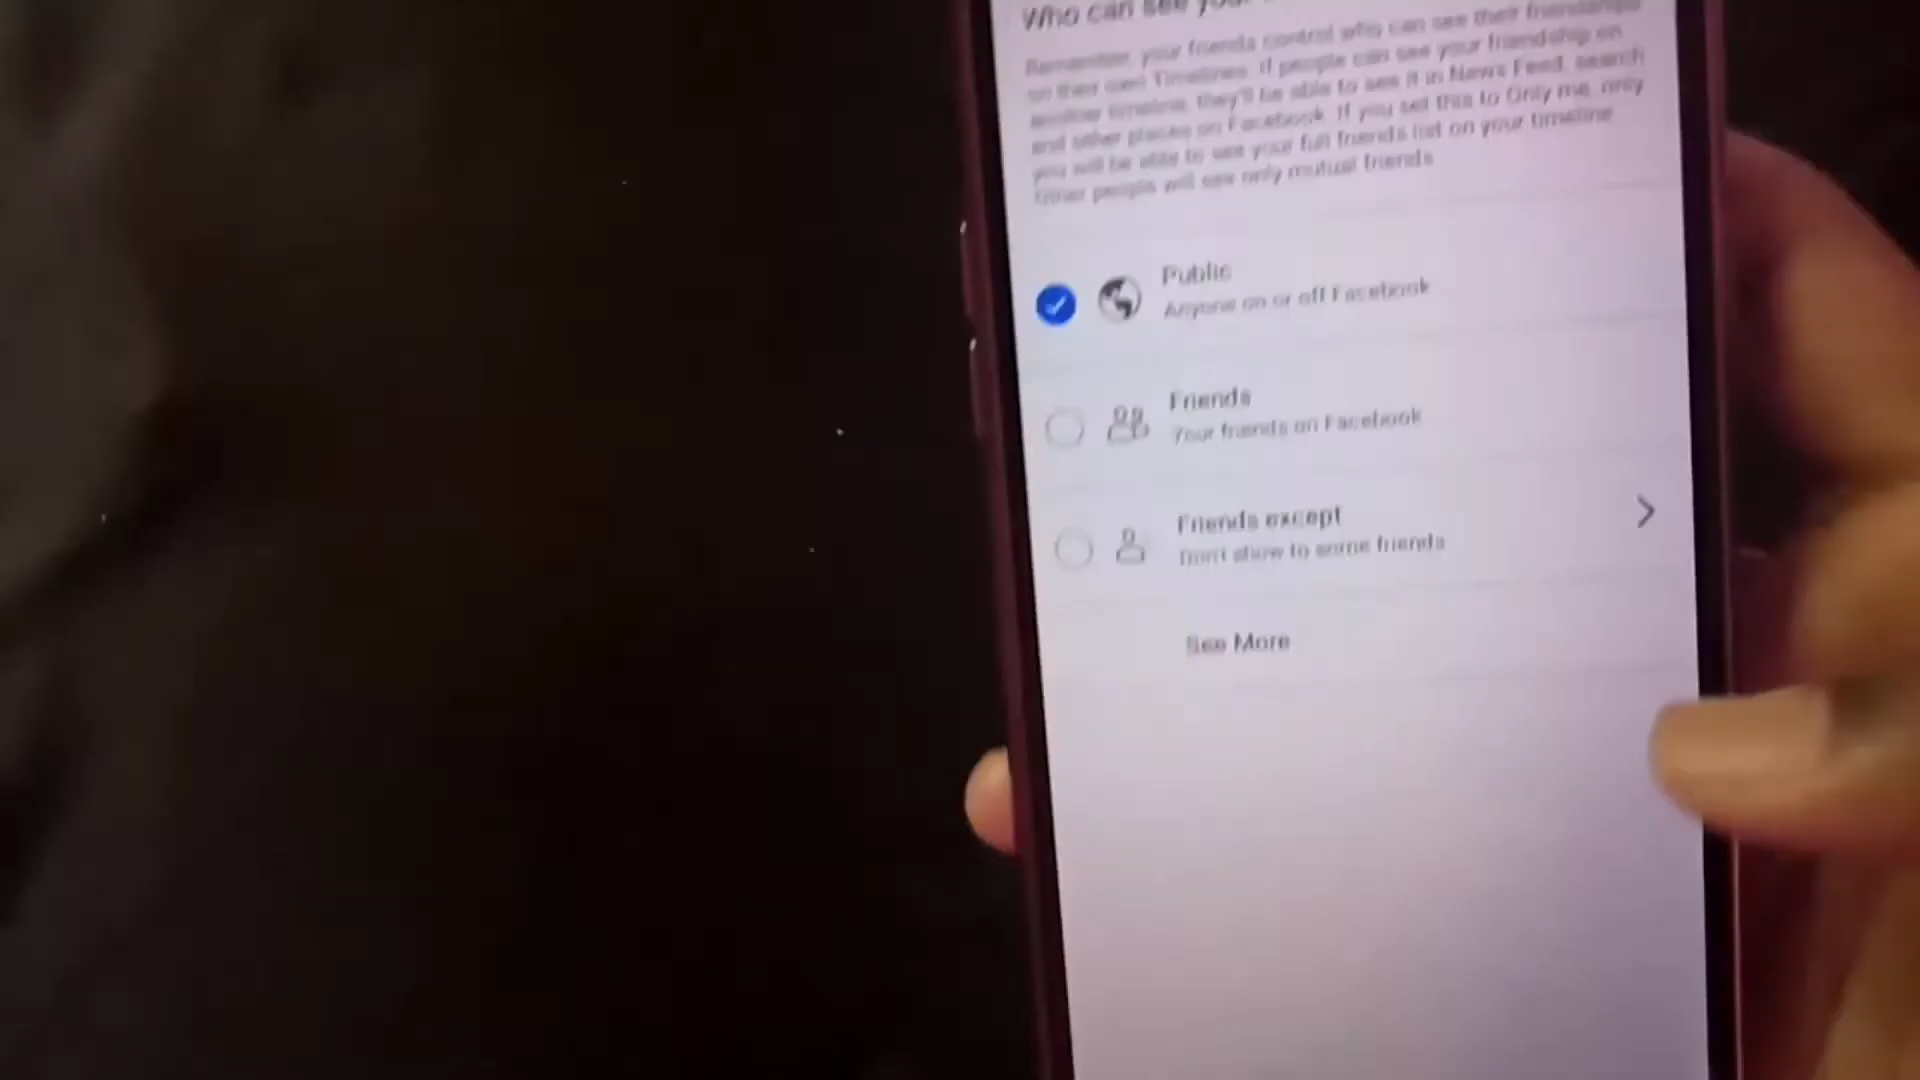 Who can see your
Remember, your friends control who can see their friendships
on their own Timelines. If people can see your friendship on
another timeline, they'll be able to see it in News Feed, search
and other places on Facebook. If you set this to Only me, only
you will be able to see your full friends list on your timeline.
Other people will see only mutual friends.
Public
Anyone on or off Facebook
Friends
Your friends on Facebook
Friends except
Don't show to some friends
See More